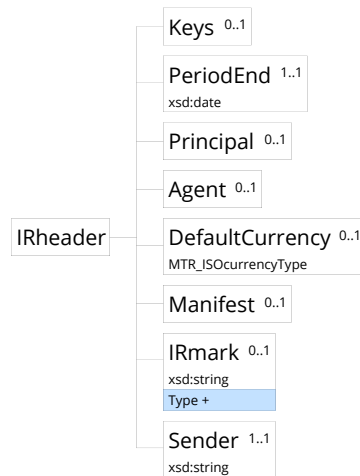 Keys 0..1
PeriodEnd 1..1
xsd:date
Principal 0..1
Agent 0..1
IRheader
DefaultCurrency 0..1
MTR_ISOcurrencyType
Manifest 0..1
IRmark 0..1
xsd:string
Type +
Sender 1..1
xsd:string